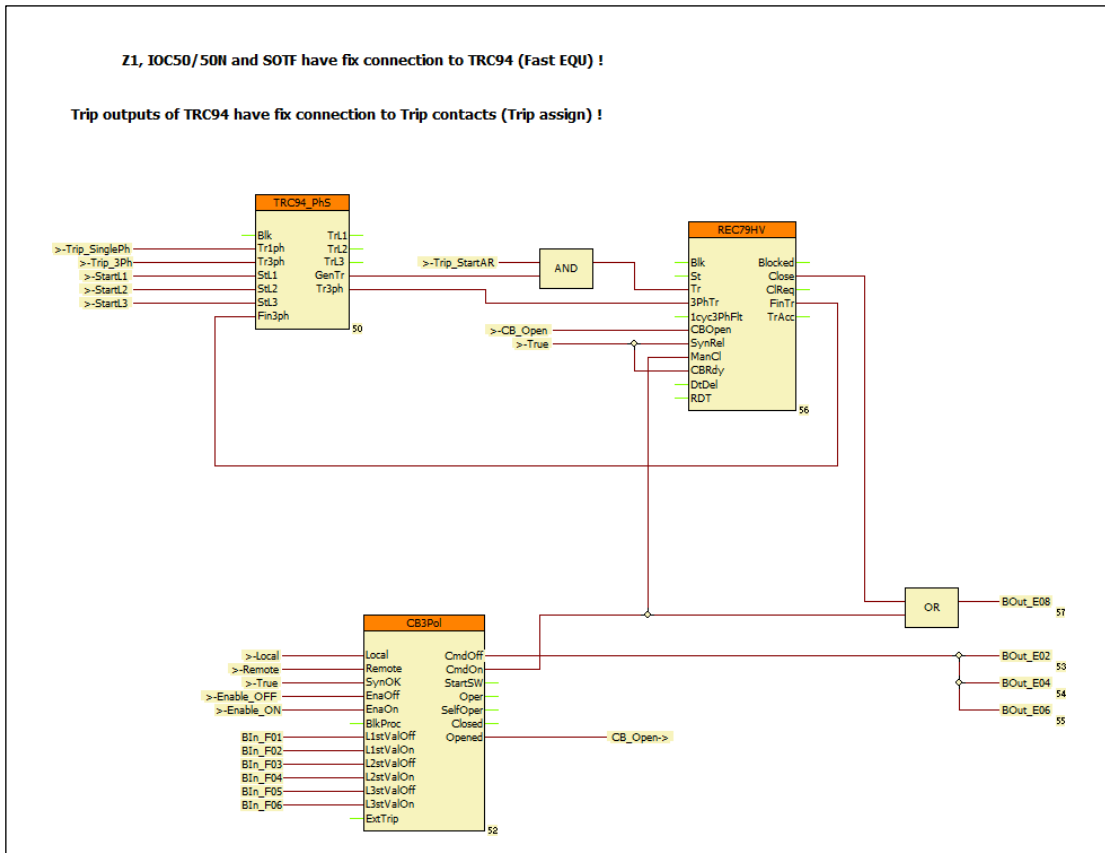 Z1, IOC50/50N and SOTF have fix connection to TRC94 (Fast EQU) !
Trip outputs of TRC94 have fix connection to Trip contacts (Trip assign) !
TRC94_PhS
>-Trip_SinglePh
>-Trip_3Ph
>-StartL1
>-StartL2
>-StartL3
Blk
Tr1ph
Tr3ph
StL1
StL2
StL3
Fin3ph
TrL1
TrL2
TrL3
GenTr
Tr3ph
50
>-Trip_StartAR
AND
>-CB_Open
>-True
REC79HV
Blk
St
Tr
3PhTr
1cyc3PhFlt
CBOpen
SynRel
ManCl
CBRdy
DtDel
RDT
Blocked
Close
ClReq
FinTr
TrAcc
56
CB3Pol
>-Local
>-Remote
>-True
>-Enable_OFF
>-Enable_ON
BIn_F01
BIn_F02
BIn_F03
BIn_F04
BIn_F05
BIn_F06
Local
Remote
SynOK
EnaOff
EnaOn
BlkProc
L1stValOff
L1stValOn
L2stValOff
L2stValOn
L3stValOff
L3stValOn
ExtTrip
CmdOff
CmdOn
StartSW
Oper
SelfOper
Closed
Opened
52
CB_Open->
OR
BOut_E08
57
BOut_E02
53
BOut_E04
54
BOut_E06
55